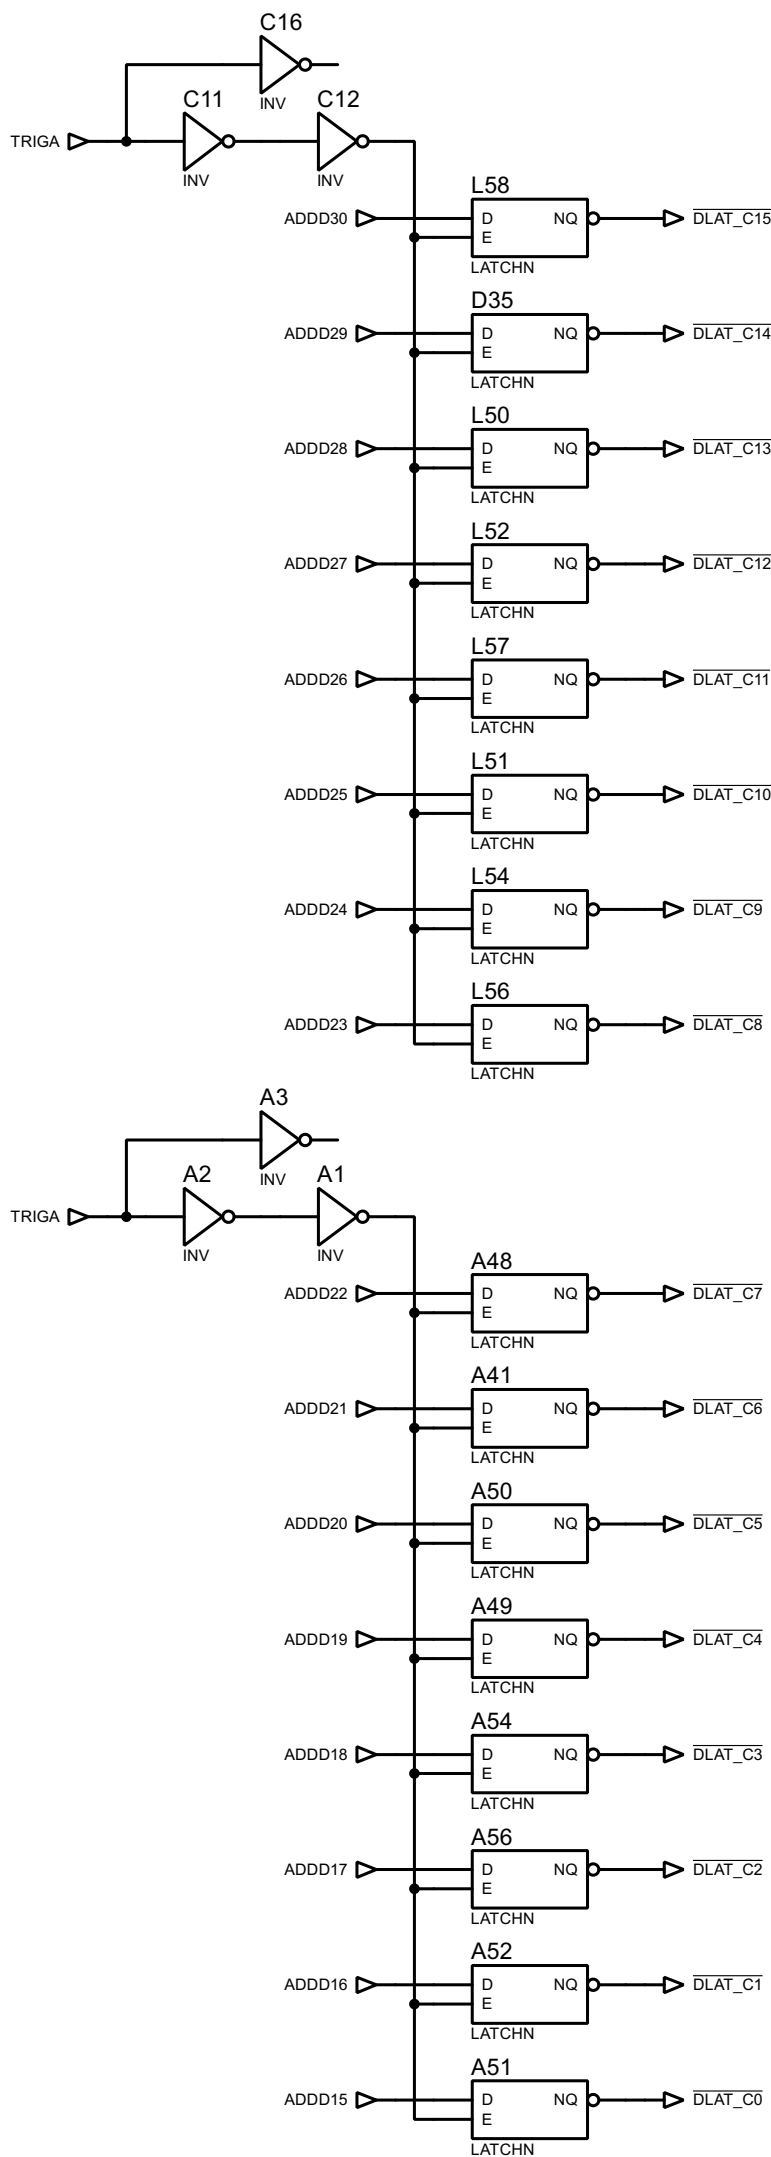 C16
INV
C11 C12
TRIGA
INV INV
L58
ADDD30 D NQ DLAT_C15
E
LATCHN
D35
ADDD29 D NQ DLAT_C14
E
LATCHN
L50
ADDD28 D NQ DLAT_C13
E
LATCHN
L52
ADDD27 D NQ DLAT_C12
E
LATCHN
L57
ADDD26 D NQ DLAT_C11
E
LATCHN
L51
ADDD25 D NQ DLAT_C10
E
LATCHN
L54
ADDD24 D NQ DLAT_C9
E
LATCHN
L56
ADDD23 D NQ DLAT_C8
E
LATCHN
A3
INV
A2 A1
TRIGA
INV INV
A48
ADDD22 D NQ DLAT_C7
E
LATCHN
A41
ADDD21 D NQ DLAT_C6
E
LATCHN
A50
ADDD20 D NQ DLAT_C5
E
LATCHN
A49
ADDD19 D NQ DLAT_C4
E
LATCHN
A54
ADDD18 D NQ DLAT_C3
E
LATCHN
A56
ADDD17 D NQ DLAT_C2
E
LATCHN
A52
ADDD16 D NQ DLAT_C1
E
LATCHN
A51
ADDD15 D NQ DLAT_C0
E
LATCHN